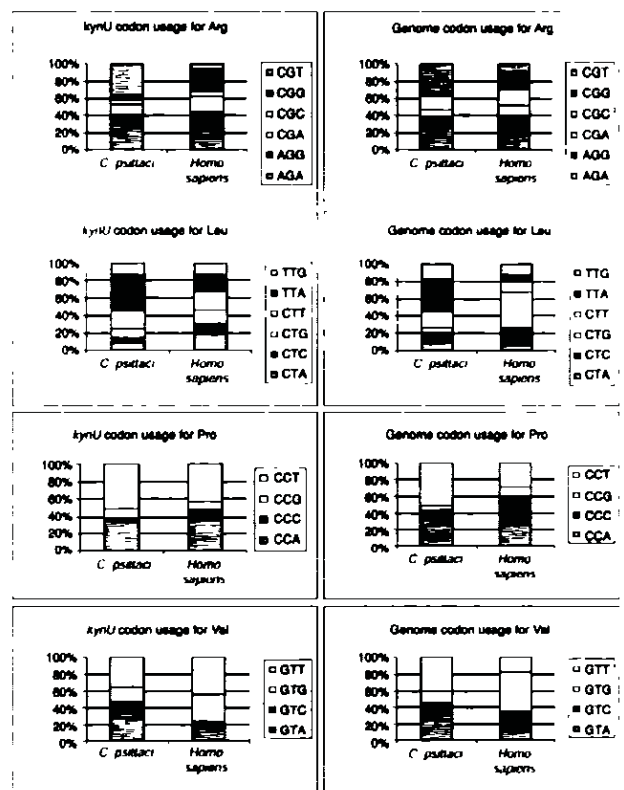 kynU codon usage for Arg
100%
80%
60%
40%
20%
0%
C psittaci
Homo
sapiens
CGT
CGG
CGC
CGA
AGG
AGA
Genome codon usage for Arg
100%
80%
60%
40%
20%
0%
C psittaci
Homo
sapiens
CGT
CGG
CGC
CGA
AGG
AGA
kynU codon usage for Leu
100%
80%
60%
40%
20%
0%
C psittaci
Homo
sapiens
TTG
TTA
CTT
CTG
CTC
CTA
Genome codon usage for Leu
100%
80%
60%
40%
20%
0%
C psittaci
Homo
sapiens
TTG
TTA
CTT
CTG
CTC
CTA
kynU codon usage for Pro
100%
80%
60%
40%
20%
0%
C psittaci
Homo
sapiens
CCT
CCG
CCC
CCA
Genome codon usage for Pro
100%
80%
60%
40%
20%
0%
C psittaci
Homo
sapiens
CCT
CCG
CCC
CCA
kynU codon usage for Val
100%
80%
60%
40%
20%
0%
C psittaci
Homo
sapiens
GTT
GTG
GTC
GTA
Genome codon usage for Val
100%
80%
60%
40%
20%
0%
C psittaci
Homo
sapiens
GTT
GTG
GTC
GTA